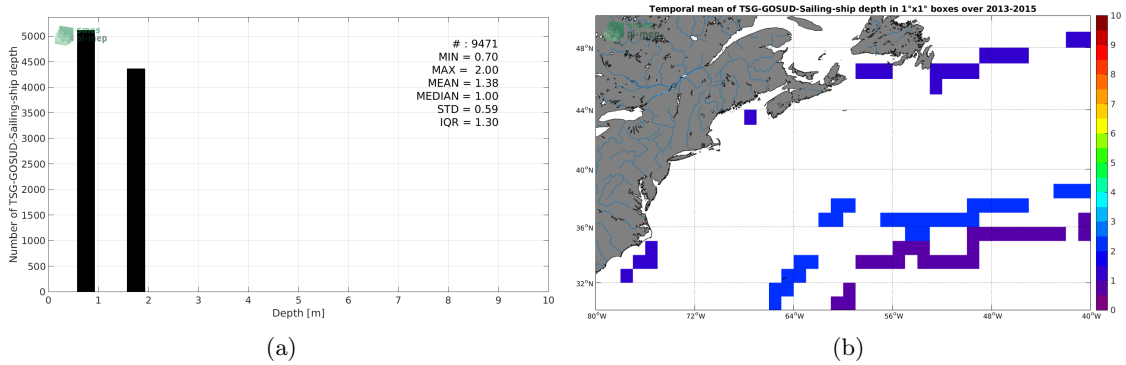 Number of TSG-GOSUD-Sailing-ship depth
5000
4500
4000
3500
3000
2500
2000
1500
1000
500
0
# : 9471
MIN = 0.70
MAX = 2.00
MEAN = 1.38
MEDIAN = 1.00
STD = 0.59
IQR = 1.30
0 1 2 3 4 5 6 7 8 9 10
Depth [m]
(a)
Temporal mean of TSG-GOSUD-Sailing-ship depth in 1°x1° boxes over 2013-2015
48°N
44°N
40°N
36°N
32°N
80°W 72°W 64°W 56°W 48°W 40°W
10
9
8
7
6
5
4
3
2
1
0
(b)